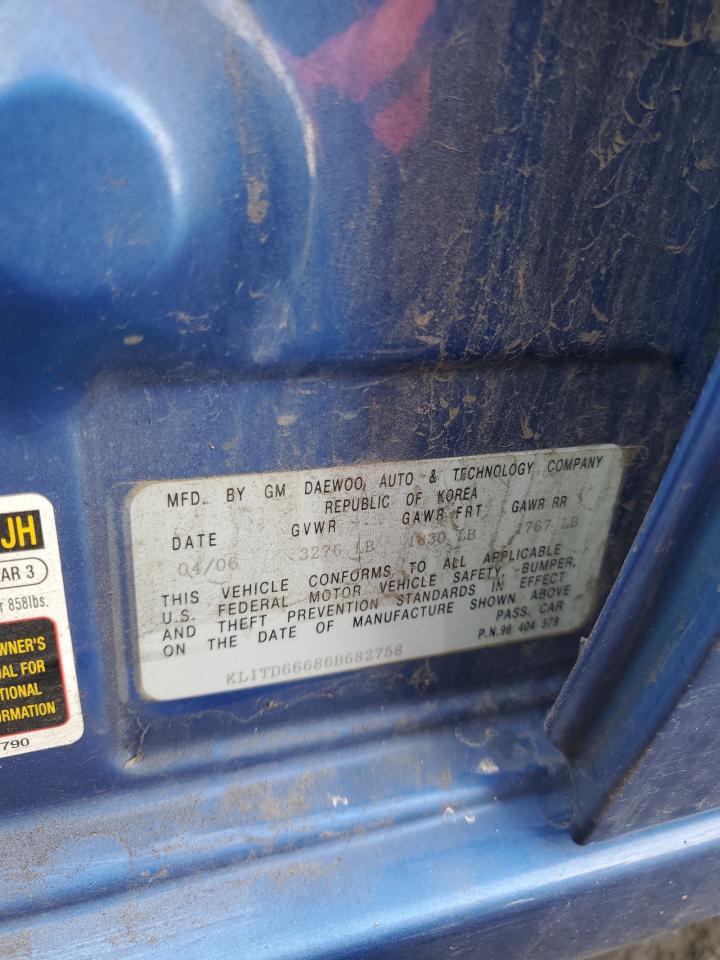 MFD. BY GM DAEWOO AUTO & TECHNOLOGY COMPANY
REPUBLIC OF KOREA
DATE GVWR GAWR FRT GAWR RR
04/06 3276 LB 1830 LB 1767 LB
THIS VEHICLE CONFORMS TO ALL APPLICABLE
U.S. FEDERAL MOTOR VEHICLE SAFETY, BUMPER,
AND THEFT PREVENTION STANDARDS IN EFFECT
ON THE DATE OF MANUFACTURE SHOWN ABOVE
PASS. CAR
P.N.96 404 578
KL1TD66686B682758
JH
AR 3
r 858lbs.
WNER'S
UAL FOR
TIONAL
ORMATION
790